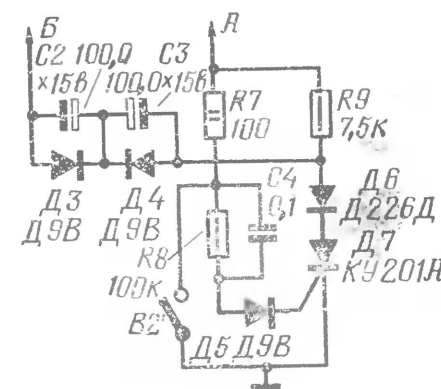 Б
А
С2 100,0
×15в
С3
100,0×15в
R7
100
R9
7,5к
Д3
Д9В
Д4
Д9В
С4
0,1
Д6
Д226Д
Д7
КУ201А
R8
100к
В2
Д5 Д9В